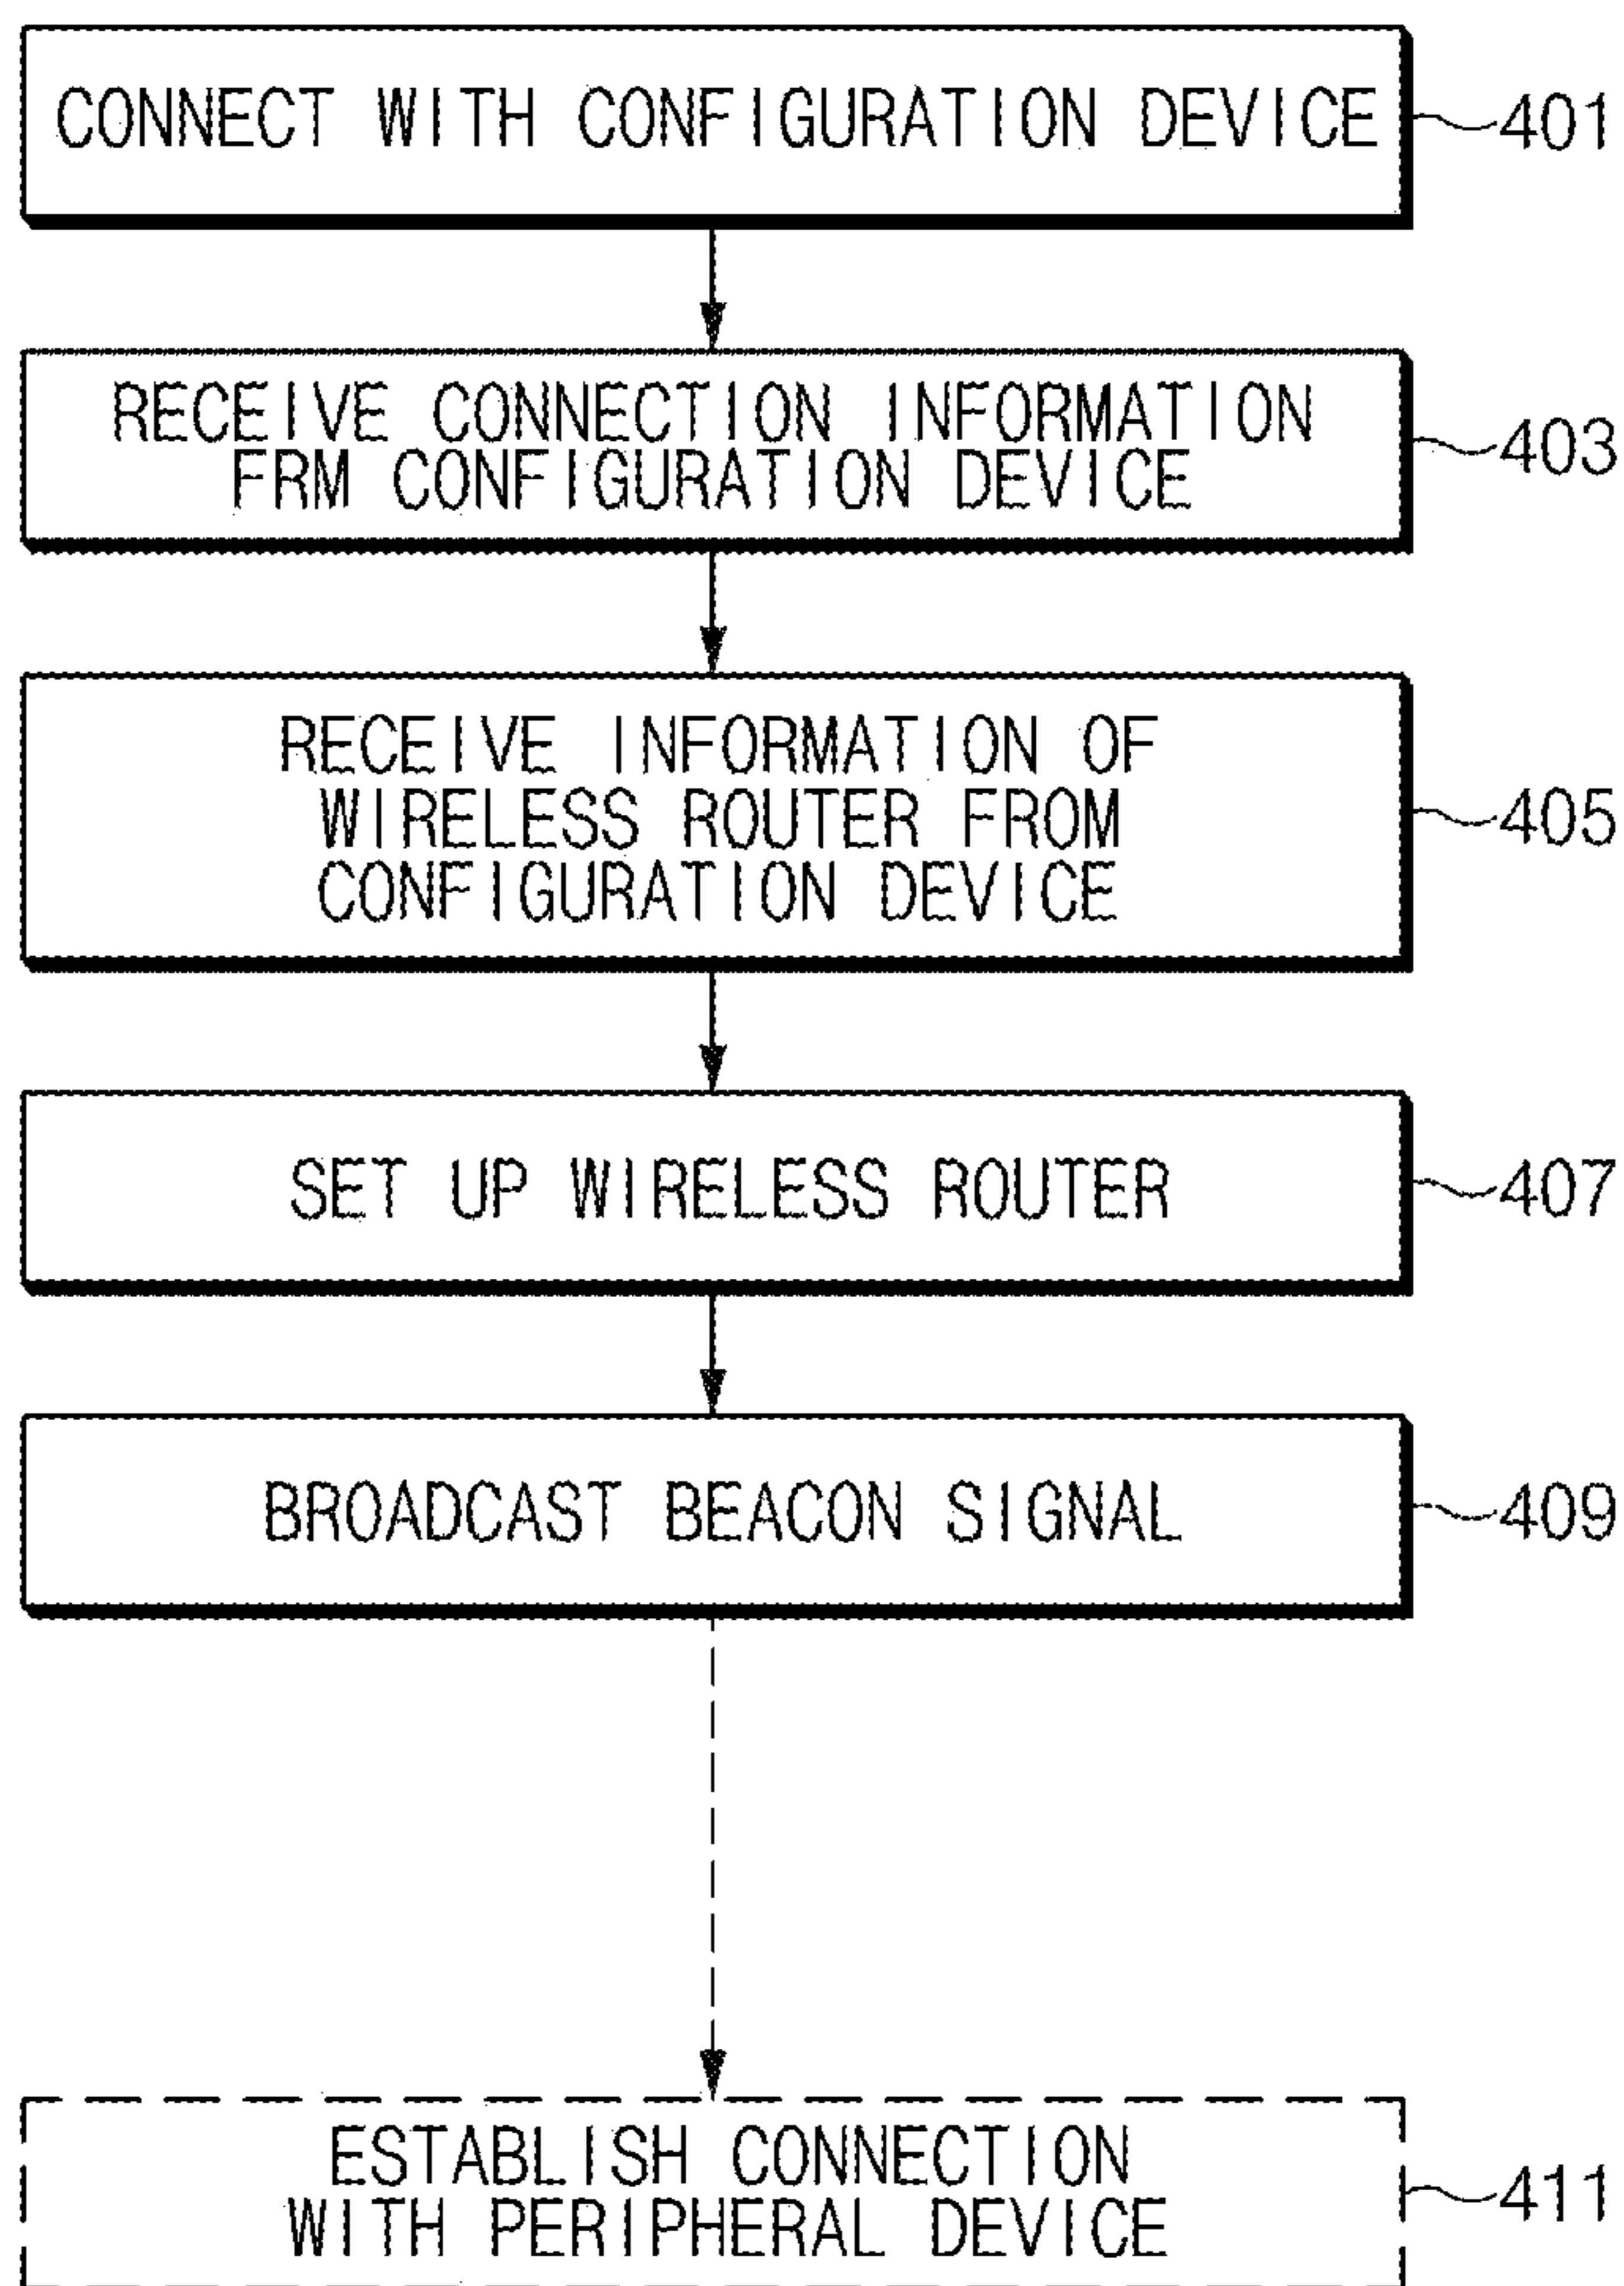 CONNECT WITH CONFIGURATION DEVICE
401
RECEIVE CONNECTION INFORMATION
FRM CONFIGURATION DEVICE
403
RECEIVE INFORMATION OF
WIRELESS ROUTER FROM
CONFIGURATION DEVICE
405
SET UP WIRELESS ROUTER
407
BROADCAST BEACON SIGNAL
409
ESTABLISH CONNECTION
WITH PERIPHERAL DEVICE
411